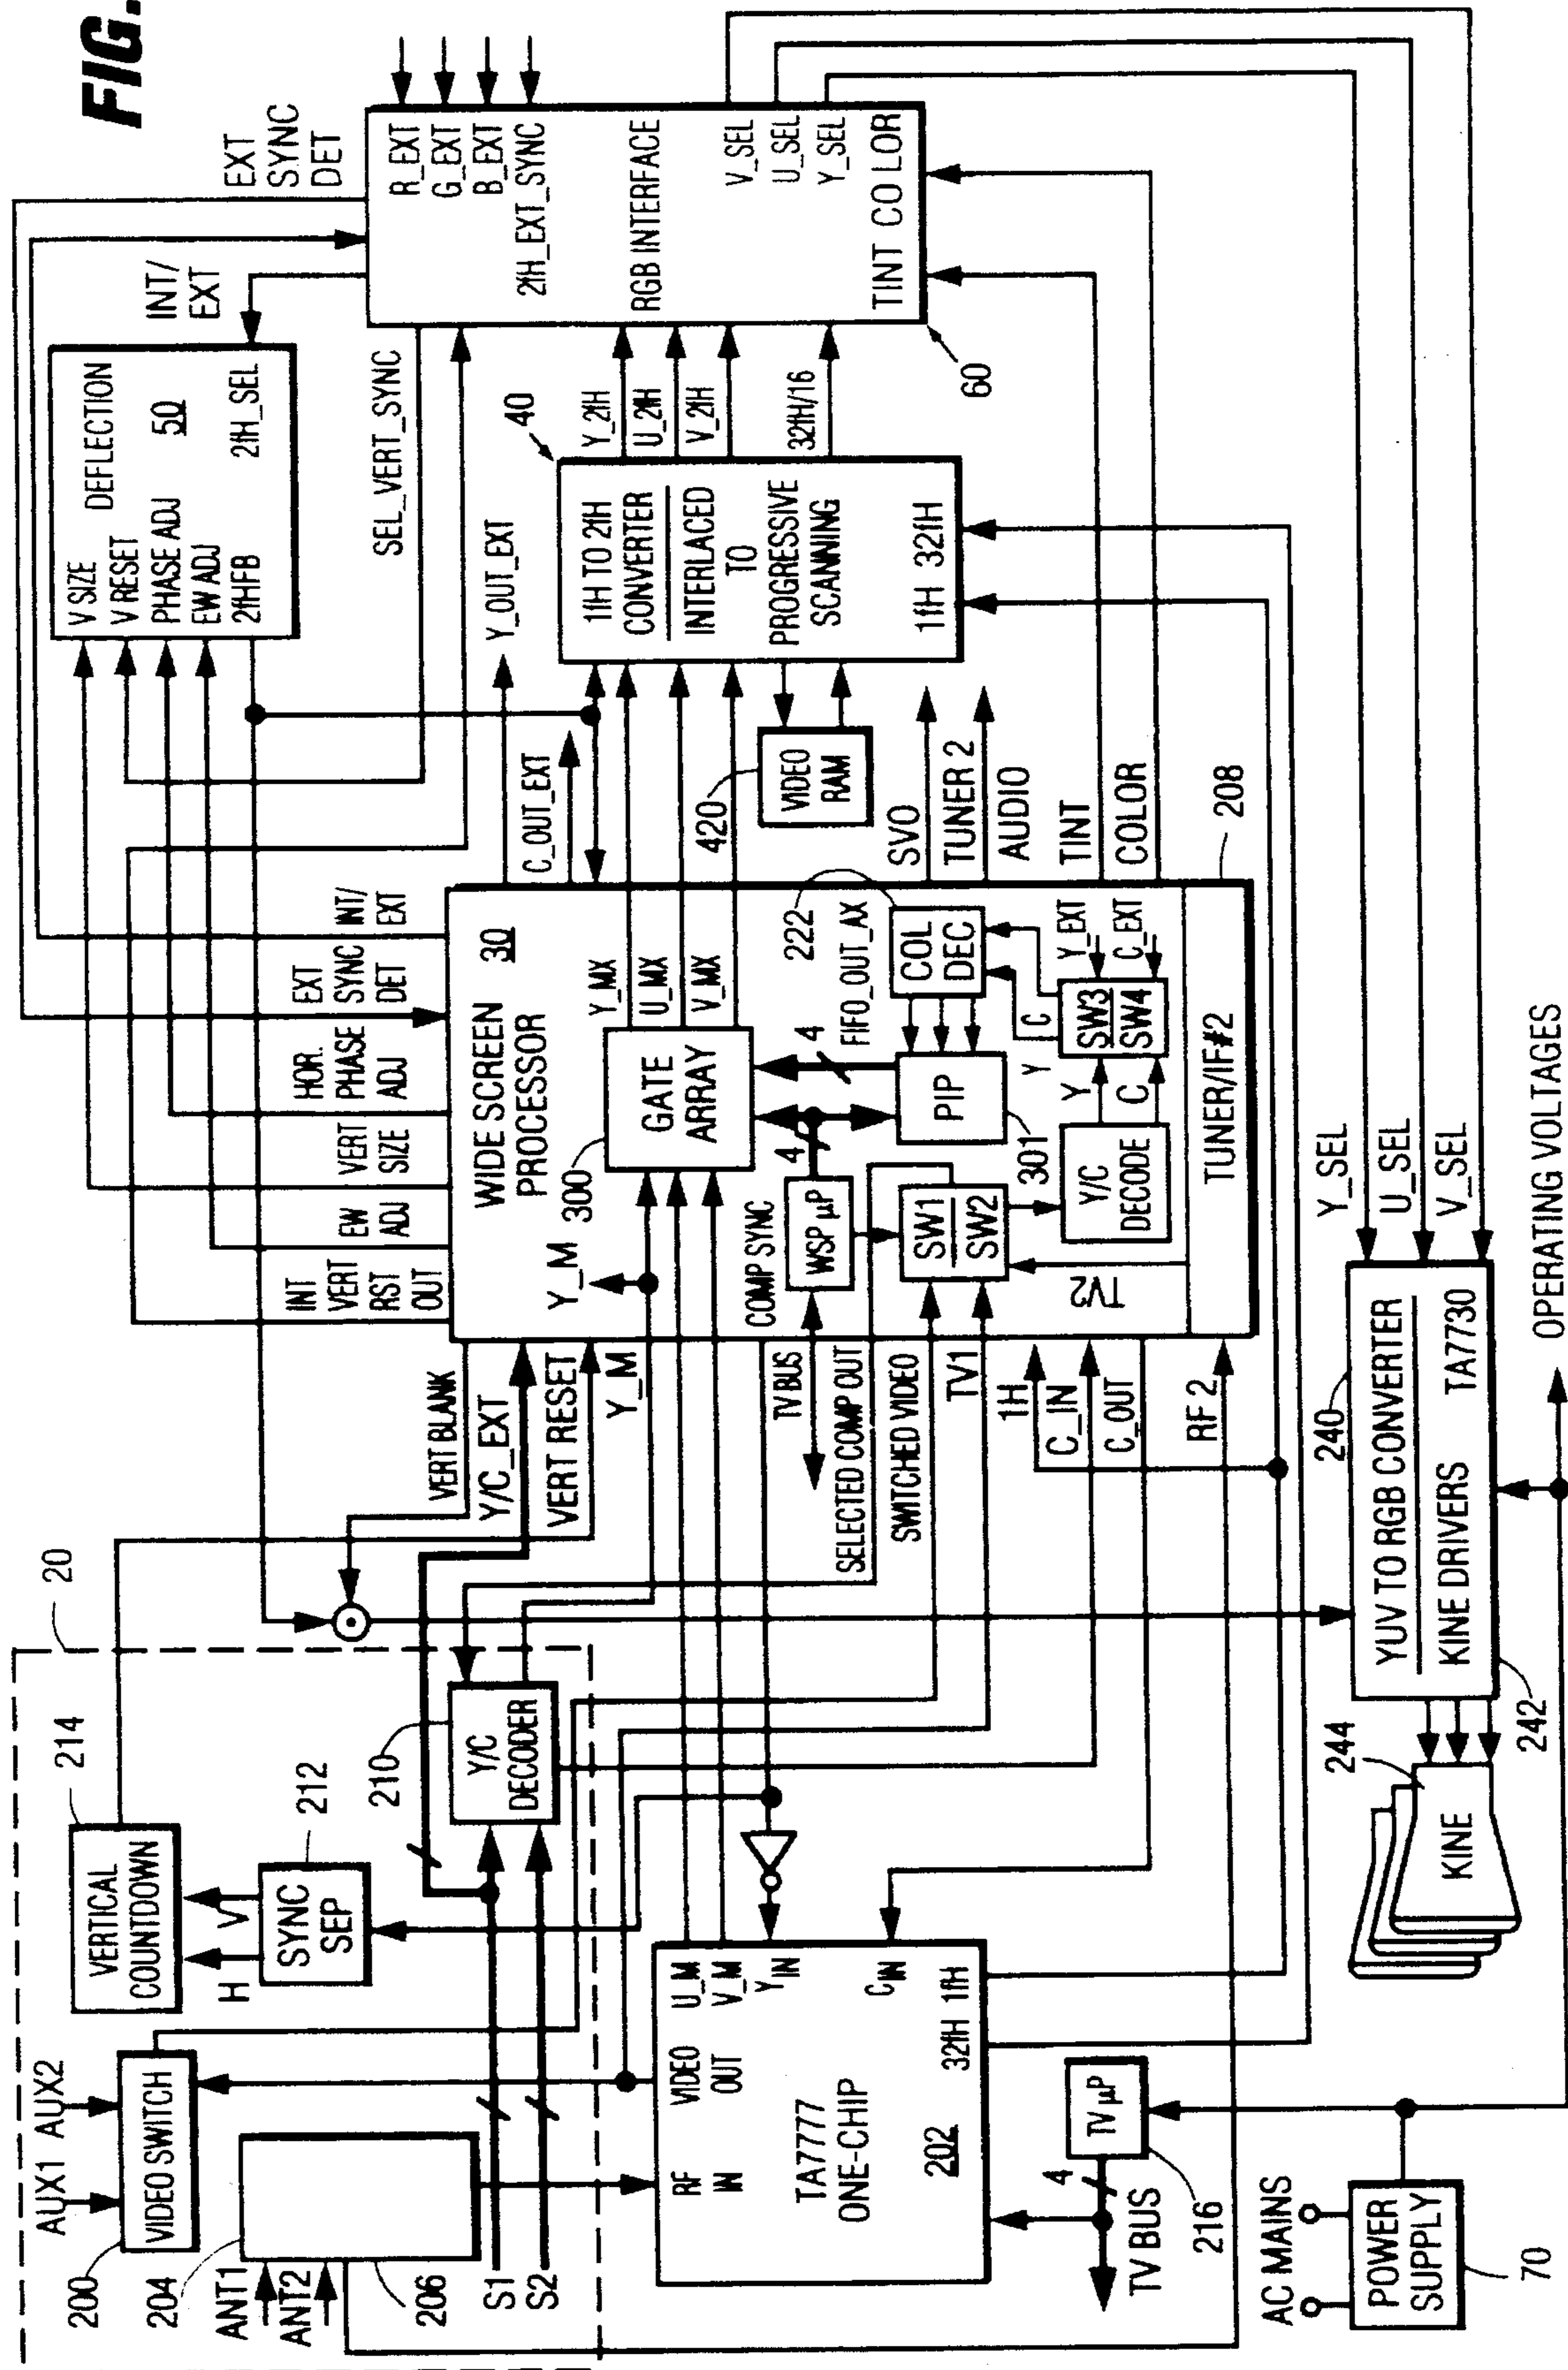 FIG.
AUX1
AUX2
VIDEO SWITCH
200
204
ANT1
ANT2
206
S1
S2
VERTICAL
COUNTDOWN
214
H
V
SYNC
SEP
212
20
210
Y/C
DECODER
RF
IN
VIDEO
OUT
U_M
V_M
YIN
CIN
TA7777
ONE-CHIP
202
32fH
1fH
TV µP
4
TV BUS
216
AC MAINS
POWER
SUPPLY
70
VERT BLANK
Y/C_EXT
VERT RESET
Y_M
TV BUS
SELECTED COMP OUT
SWITCHED VIDEO
TV1
1H
C_IN
C_OUT
RF 2
INT
VERT
RST
OUT
EW
ADJ
VERT
SIZE
HOR.
PHASE
ADJ
EXT
SYNC
DET
INT/
EXT
WIDE SCREEN
PROCESSOR
30
Y_M
300
GATE
ARRAY
Y_MX
U_MX
V_MX
COMP SYNC
WSP µP
4
4
FIFO_OUT_AX
PIP
301
COL
DEC
222
SW1
SW2
TV2
Y/C
DECODE
Y
C
Y
C
SW3
SW4
Y_EXT
C_EXT
TUNER/IF#2
208
Y_OUT_EXT
C_OUT_EXT
SVO
TUNER 2
AUDIO
TINT
COLOR
420
VIDEO
RAM
V SIZE
V RESET
PHASE ADJ
EW ADJ
2fHFB
DEFLECTION
50
2fH_SEL
INT/
EXT
EXT
SYNC
DET
SEL_VERT_SYNC
40
1fH TO 2fH
CONVERTER
INTERLACED
TO
PROGRESSIVE
SCANNING
1fH 32fH
Y_2fH
U_2fH
V_2fH
32fH/16
R_EXT
G_EXT
B_EXT
2fH_EXT_SYNC
RGB INTERFACE
V_SEL
U_SEL
Y_SEL
TINT CO LOR
60
Y_SEL
U_SEL
V_SEL
240
YUV TO RGB CONVERTER
KINE DRIVERS TA7730
242
244
KINE
OPERATING VOLTAGES